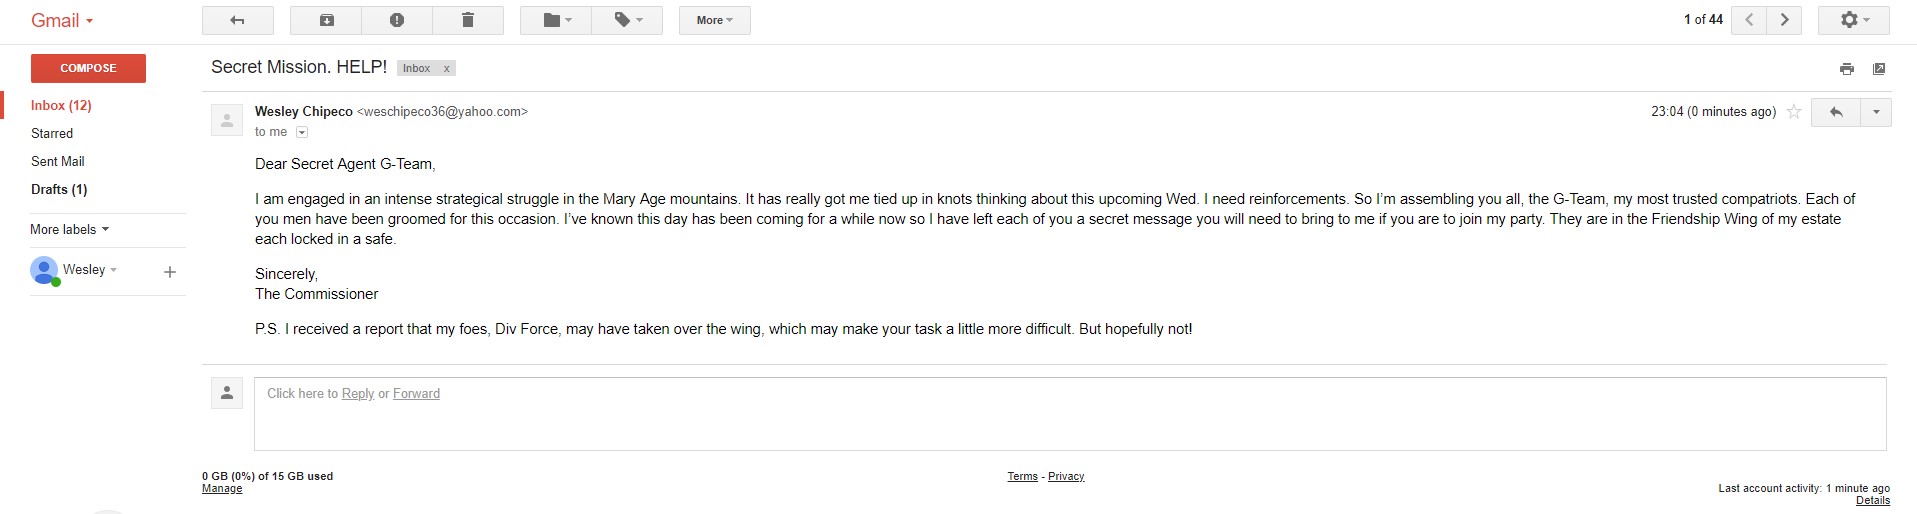 Gmail
More
1 of 44
COMPOSE
Secret Mission. HELP!
Inbox x
Inbox (12)
Starred
Sent Mail
Drafts (1)
More labels
Wesley
Wesley Chipeco <weschipeco36@yahoo.com>
23:04 (0 minutes ago)
to me
Dear Secret Agent G-Team,
I am engaged in an intense strategical struggle in the Mary Age mountains. It has really got me tied up in knots thinking about this upcoming Wed. I need reinforcements. So I’m assembling you all, the G-Team, my most trusted compatriots. Each of
you men have been groomed for this occasion. I’ve known this day has been coming for a while now so I have left each of you a secret message you will need to bring to me if you are to join my party. They are in the Friendship Wing of my estate
each locked in a safe.
Sincerely,
The Commissioner
P.S. I received a report that my foes, Div Force, may have taken over the wing, which may make your task a little more difficult. But hopefully not!
Click here to Reply or Forward
0 GB (0%) of 15 GB used
Manage
Terms - Privacy
Last account activity: 1 minute ago
Details